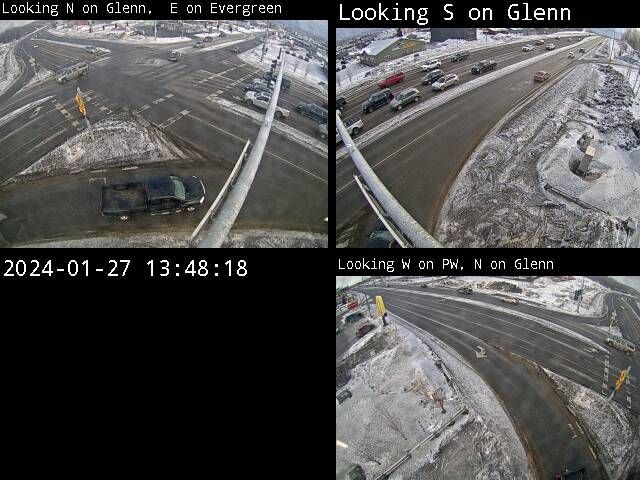 Looking N on Glenn,  E on Evergreen
Looking S on Glenn
2024-01-27 13:48:18
Looking W on PW, N on Glenn